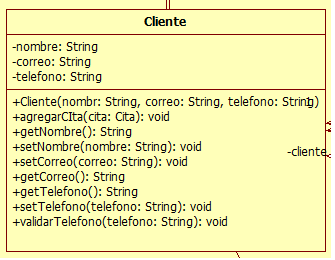 Cliente
-nombre: String
-correo: String
-telefono: String
+Cliente(nombr: String, correo: String, telefono: String)
1
+agregarCIta(cita: Cita): void
+getNombre(): String
+setNombre(nombre: String): void
-cliente
+setCorreo(correo: String): void
+getCorreo(): String
+getTelefono(): String
+setTelefono(telefono: String): void
+validarTelefono(telefono: String): void